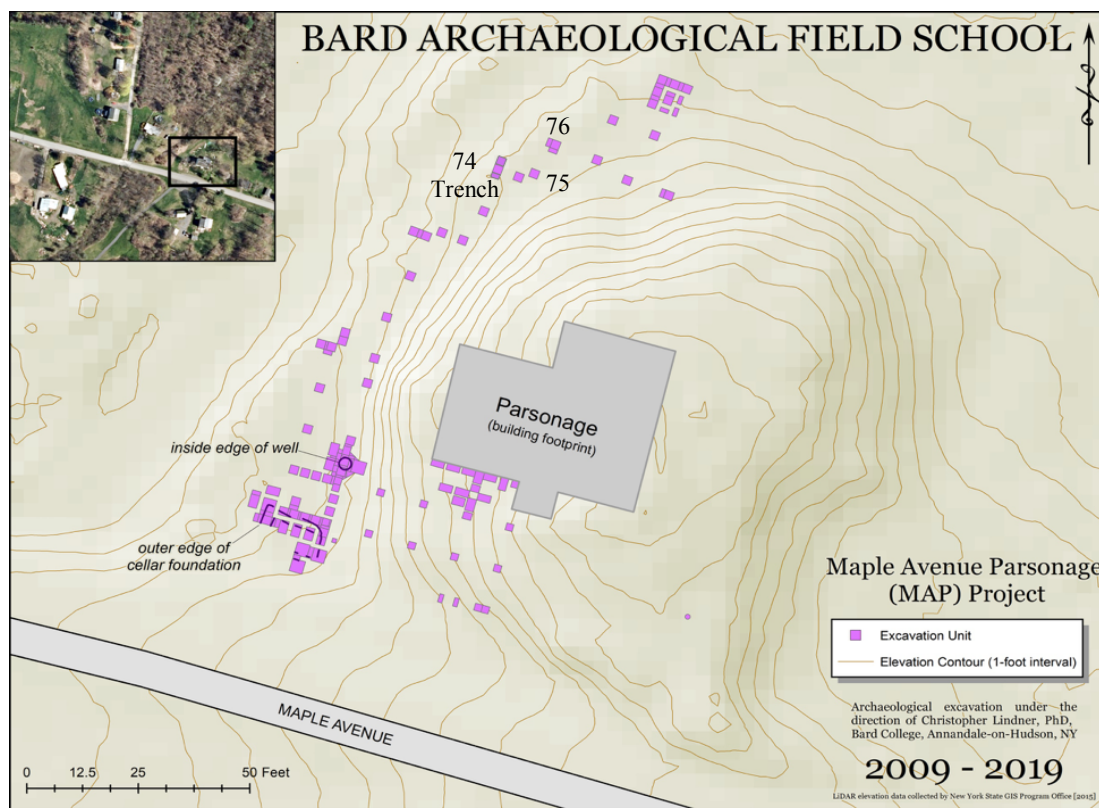 BARD ARCHAEOLOGICAL FIELD SCHOOL
76
74
Trench
75
Parsonage
(building footprint)
inside edge of well
outer edge of
cellar foundation
MAPLE AVENUE
Maple Avenue Parsonage
(MAP) Project
Excavation Unit
Elevation Contour (1-foot interval)
Archaeological excavation under the
direction of Christopher Lindner, PhD,
Bard College, Annandale-on-Hudson, NY
2009 - 2019
LiDAR elevation data collected by New York State GIS Program Office [2015]
0 12.5 25 50 Feet